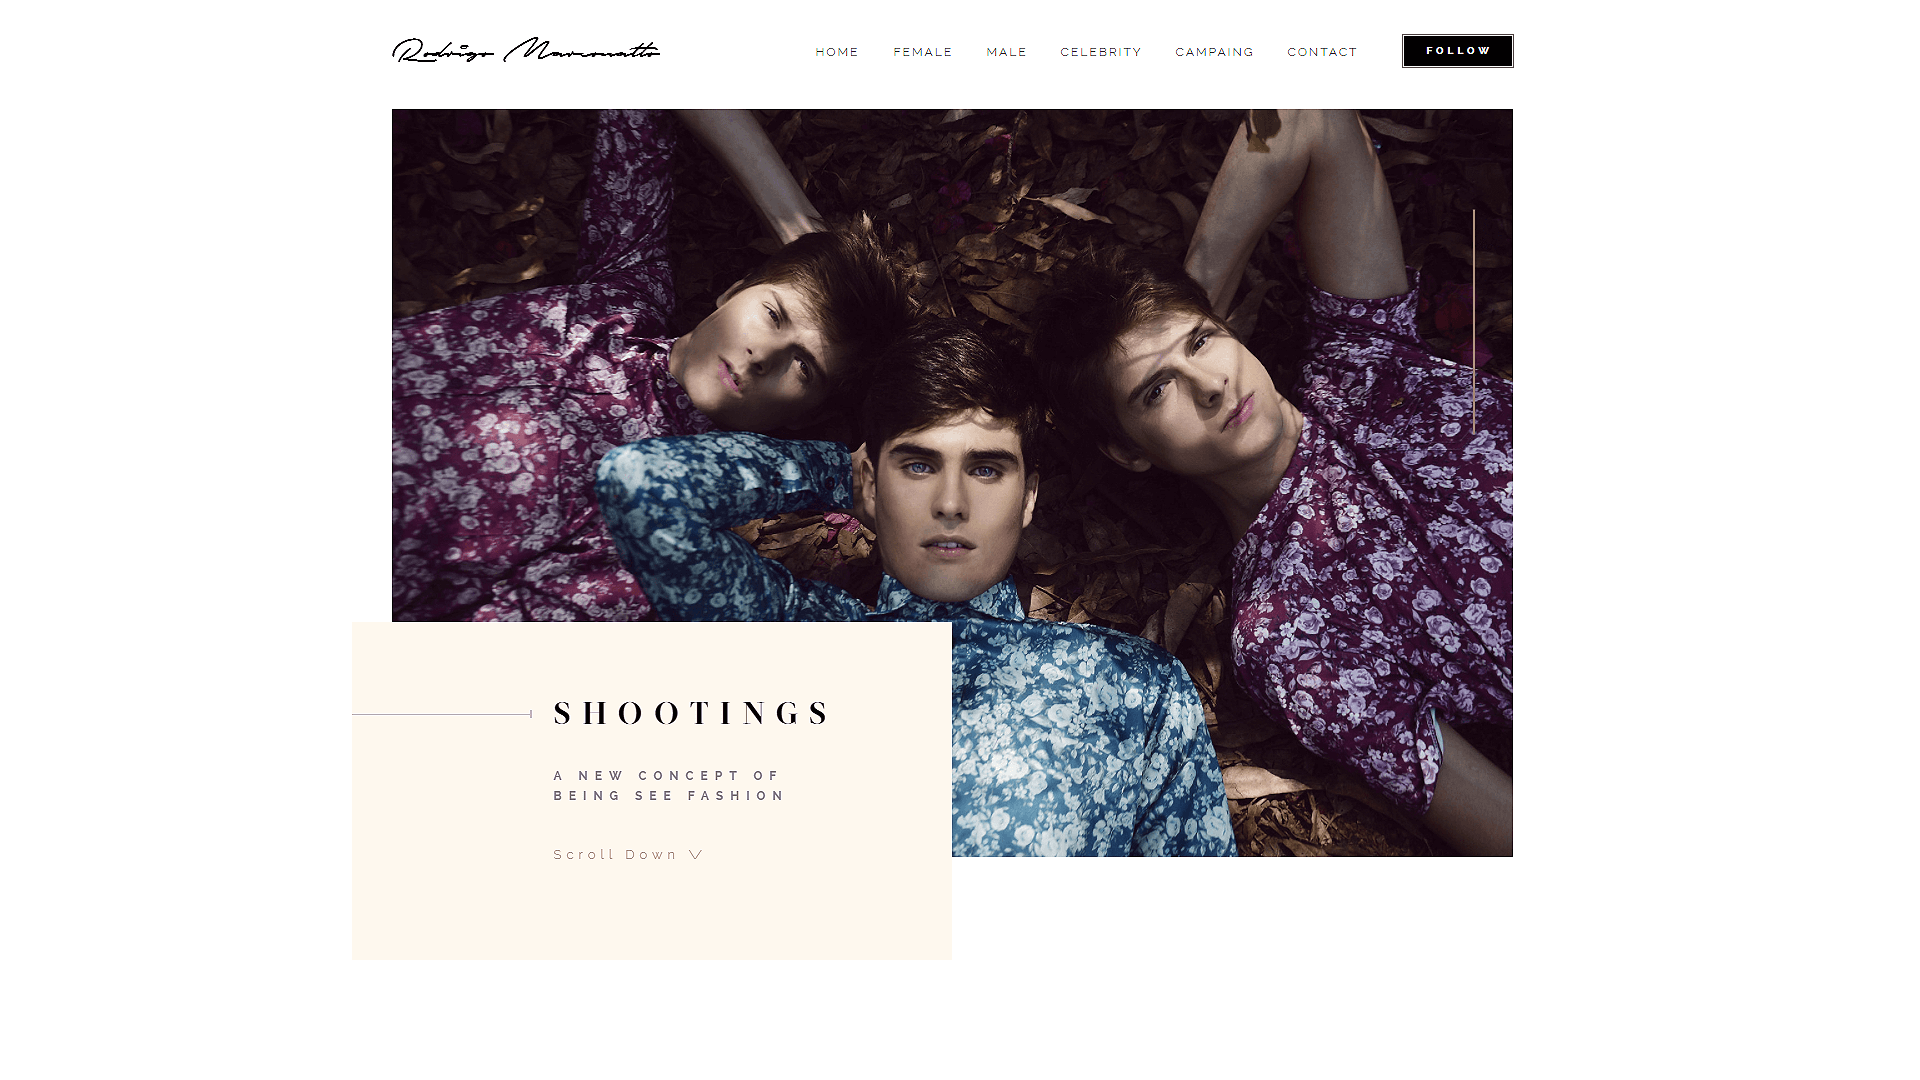 Rodrigo Marconatto
HOME FEMALE MALE CELEBRITY CAMPAING CONTACT FOLLOW
SHOOTINGS
A NEW CONCEPT OF
BEING SEE FASHION
Scroll Down